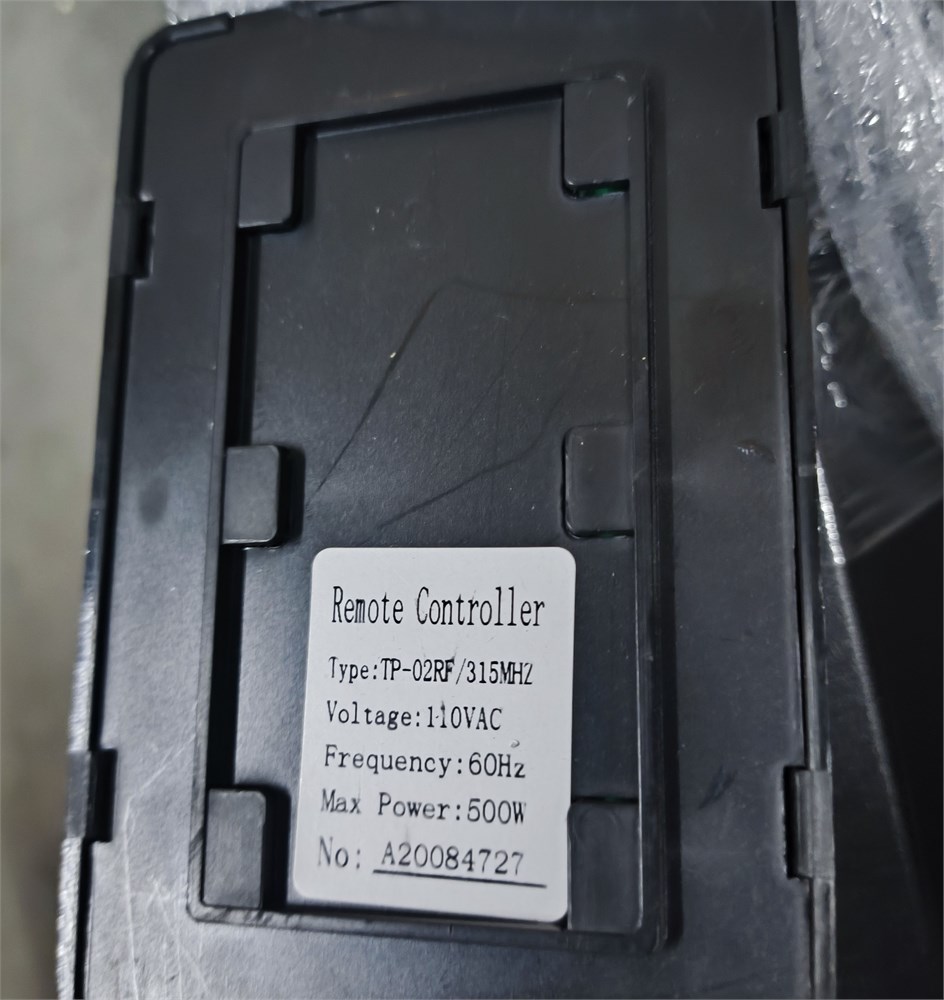 Remote Controller
Type:TP-02RF/315MHZ
Voltage:110VAC
Frequency:60Hz
Max Power:500W
No: A20084727